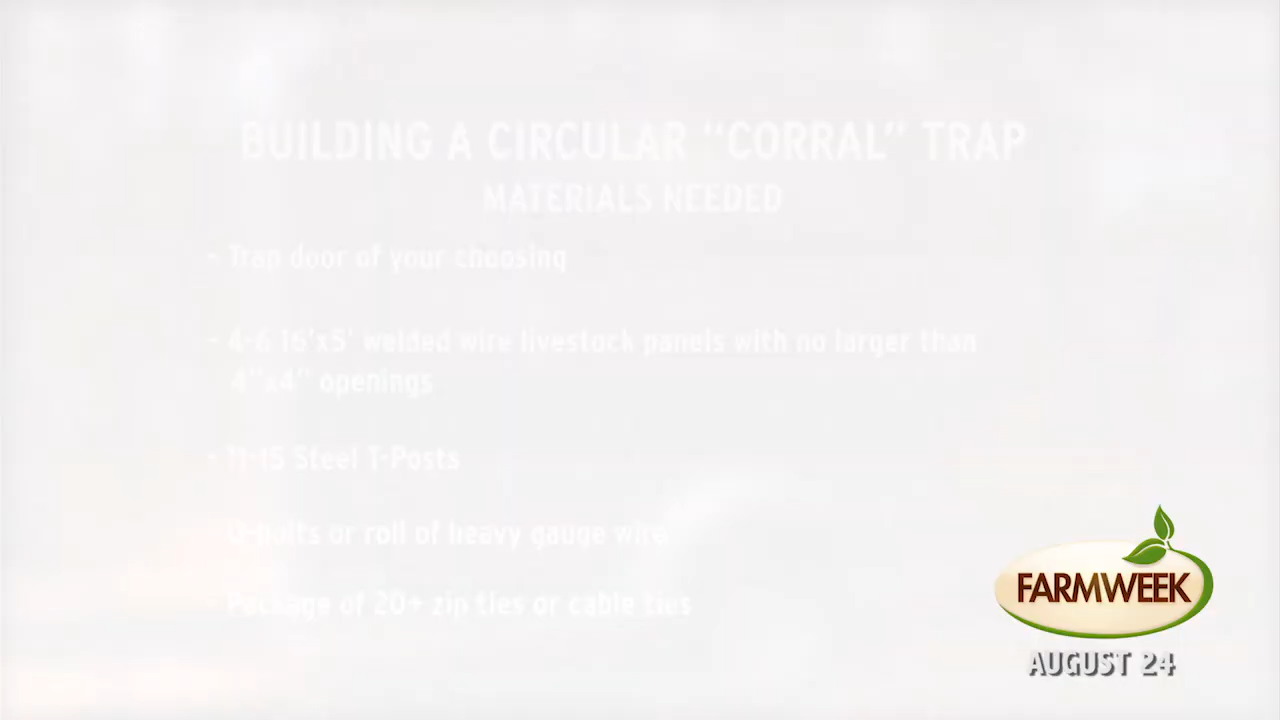 BUILDING A CIRCULAR "CORRAL" TRAP
MATERIALS NEEDED
- Trap door of your choosing
- 4-6 16'x5' welded wire livestock panels with no larger than
4"x4" openings
- 11-15 Steel T-Posts
U-bolts or roll of heavy gauge wire
Package of 20+ zip ties or cable ties
FARMWEEK
AUGUST 24